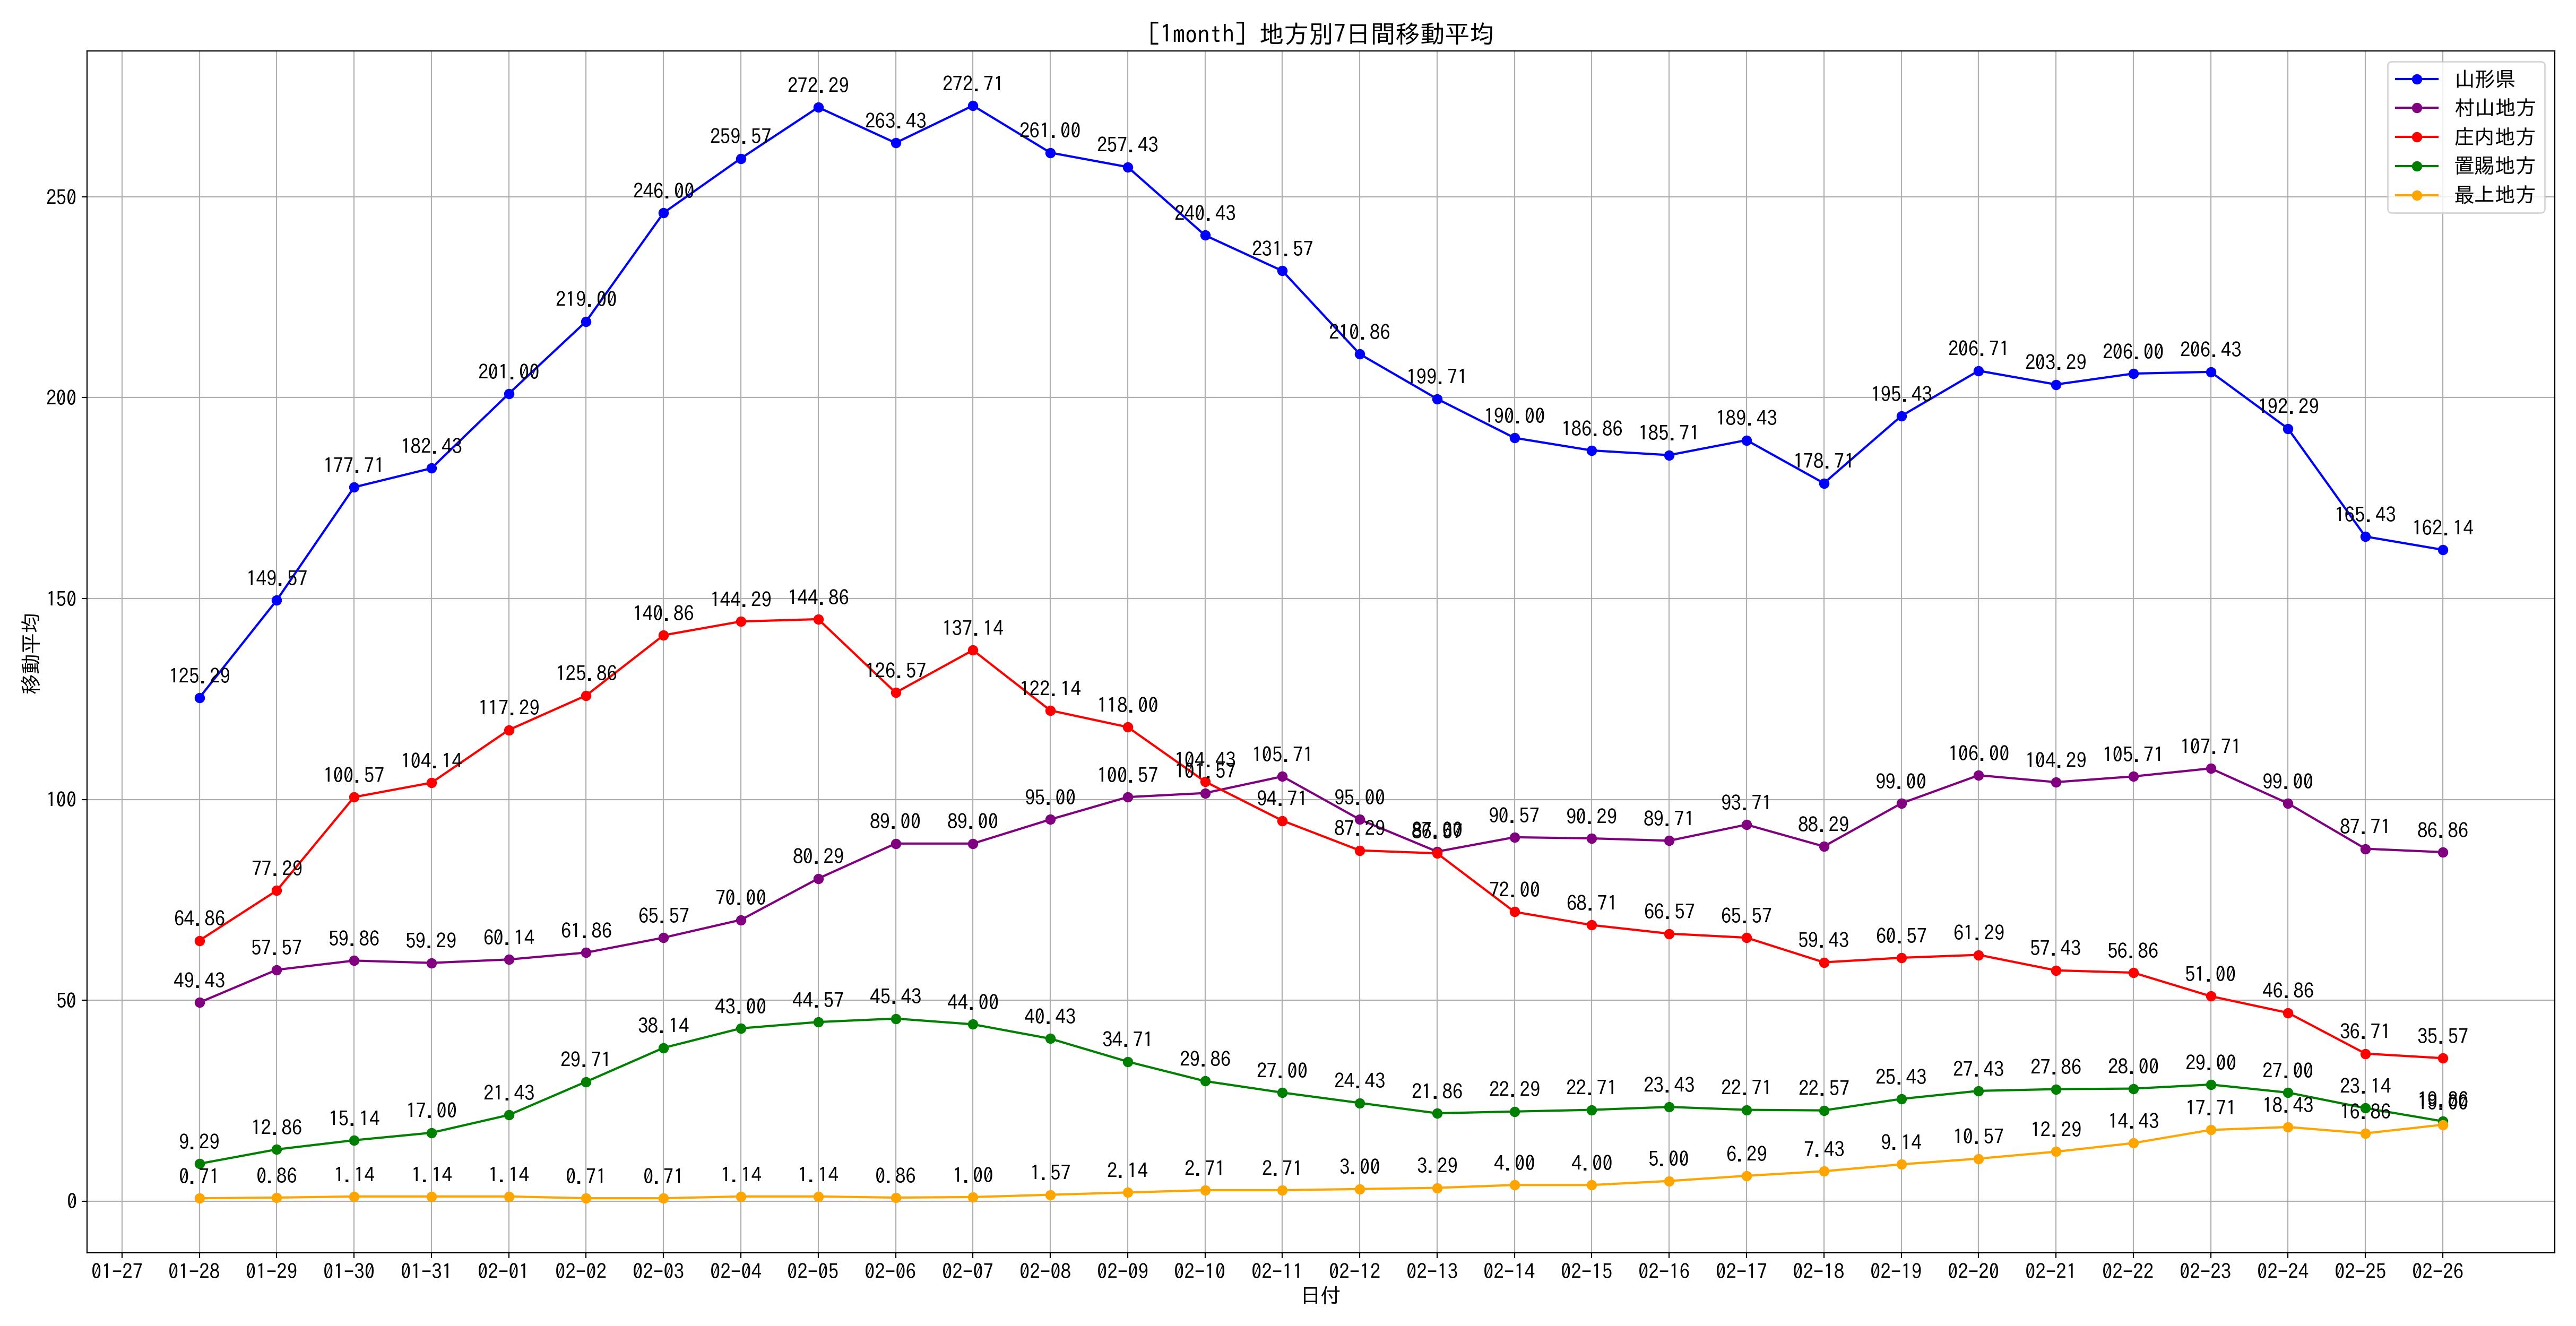 [1month] 地方別7日間移動平均
山形県
村山地方
庄内地方
置賜地方
最上地方
移動平均
250
200
150
100
50
0
125.29 149.57 177.71 182.43 201.00 219.00 246.00 259.57 272.29 263.43 272.71 261.00 257.43 240.43 231.57 210.86 199.71 190.00 186.86 185.71 189.43 178.71 195.43 206.71 203.29 206.00 206.43 192.29 165.43 162.14
64.86 77.29 100.57 104.14 117.29 125.86 140.86 144.29 144.86 126.57 137.14 122.14 118.00 104.43 94.71 87.29 72.00 68.71 66.57 65.57 59.43 60.57 61.29 57.43 56.86 51.00 46.86 36.71 35.57
49.43 57.57 59.86 59.29 60.14 61.86 65.57 70.00 80.29 89.00 89.00 95.00 100.57 101.57 105.71 95.00 87.00 90.57 90.29 89.71 93.71 88.29 99.00 106.00 104.29 105.71 107.71 99.00 87.71 86.86
9.29 12.86 15.14 17.00 21.43 29.71 38.14 43.00 44.57 45.43 44.00 40.43 34.71 29.86 27.00 24.43 21.86 22.29 22.71 23.43 22.71 22.57 25.43 27.43 27.86 28.00 29.00 27.00 23.14 19.86
0.71 0.86 1.14 1.14 1.14 0.71 0.71 1.14 1.14 0.86 1.00 1.57 2.14 2.71 2.71 3.00 3.29 4.00 4.00 5.00 6.29 7.43 9.14 10.57 12.29 14.43 17.71 18.43 16.86 19.00
01-27 01-28 01-29 01-30 01-31 02-01 02-02 02-03 02-04 02-05 02-06 02-07 02-08 02-09 02-10 02-11 02-12 02-13 02-14 02-15 02-16 02-17 02-18 02-19 02-20 02-21 02-22 02-23 02-24 02-25 02-26
日付